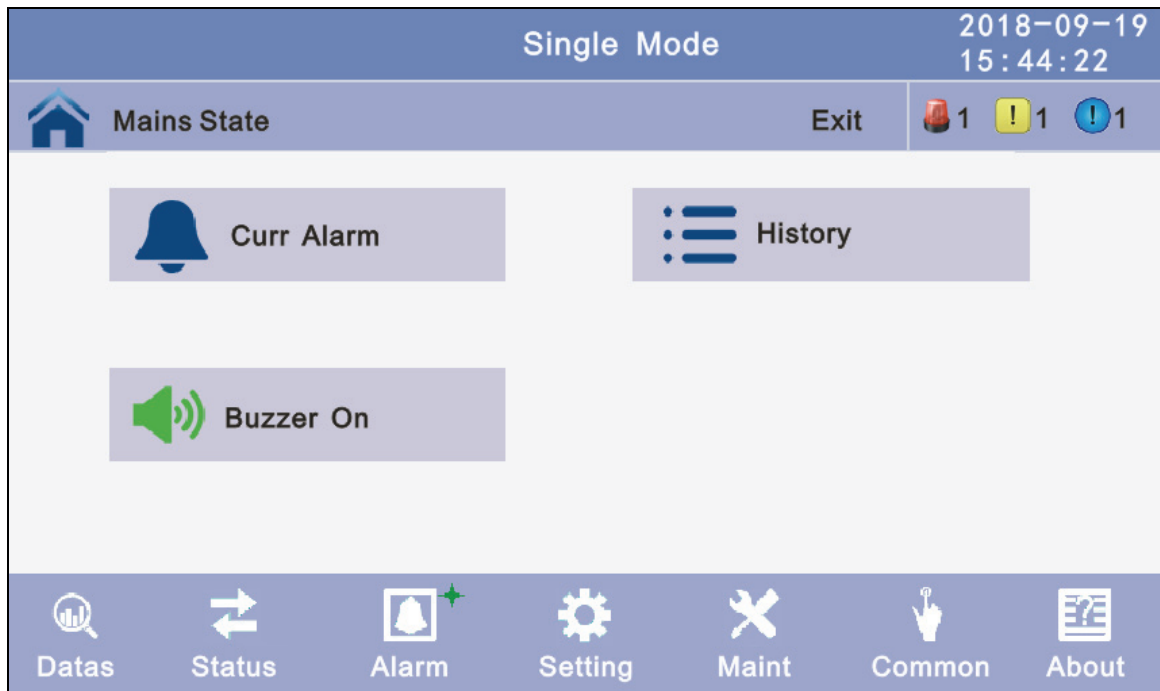 Single Mode
2018-09-19
15:44:22
Mains State
Exit
1
! 1
! 1
Curr Alarm
History
Buzzer On
Datas
Status
Alarm
Setting
Maint
Common
? About